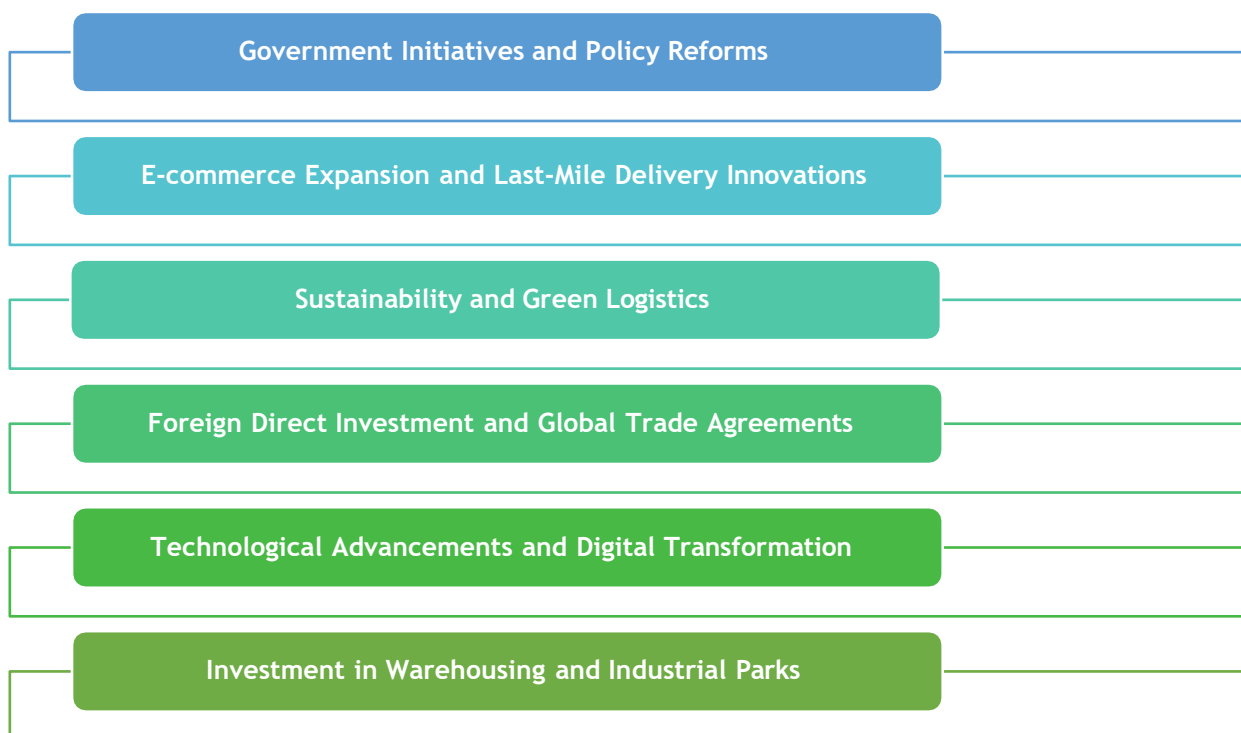 Government Initiatives and Policy Reforms
E-commerce Expansion and Last-Mile Delivery Innovations
Sustainability and Green Logistics
Foreign Direct Investment and Global Trade Agreements
Technological Advancements and Digital Transformation
Investment in Warehousing and Industrial Parks